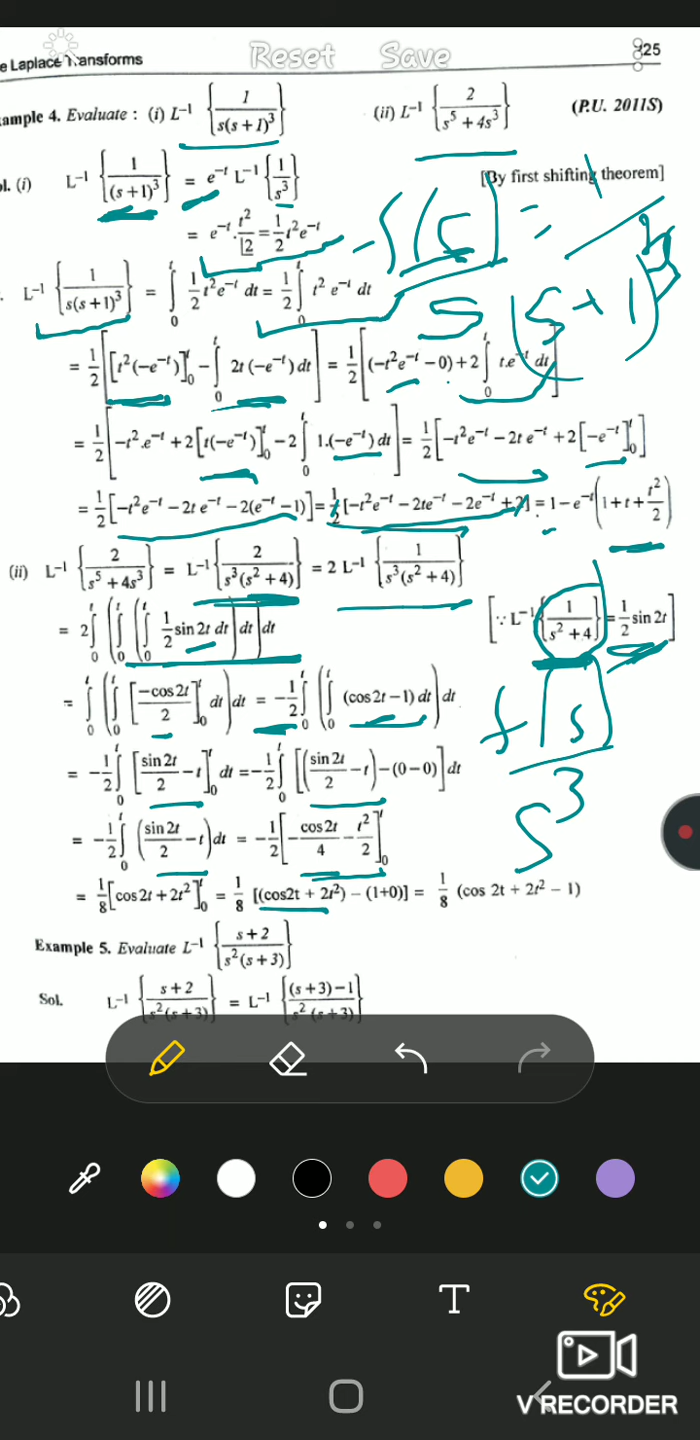 e Laplace Transforms Reset Save 325
ample 4. Evaluate : (i) L⁻¹ {1/(s(s + 1)³)} (ii) L⁻¹ {2/(s⁵ + 4s³)} (P.U. 2011S)
ol. (i) L⁻¹ {1/(s + 1)³} = e⁻ᵗ L⁻¹ {1/s³} [By first shifting theorem]
= e⁻ᵗ · t²/|2 = 1/2 t² e⁻ᵗ
L⁻¹ {1/(s(s + 1)³)} = ∫₀ᵗ 1/2 t² e⁻ᵗ dt = 1/2 ∫₀ᵗ t² e⁻ᵗ dt
s (s + 1)³
= 1/2 [[t²(−e⁻ᵗ)]₀ᵗ − ∫₀ᵗ 2t (−e⁻ᵗ) dt] = 1/2 [(−t² e⁻ᵗ − 0) + 2 ∫₀ᵗ t.e⁻ᵗ dt]
= 1/2 [−t².e⁻ᵗ + 2[t(−e⁻ᵗ)]₀ᵗ − 2 ∫₀ᵗ 1.(−e⁻ᵗ) dt] = 1/2 [−t² e⁻ᵗ − 2t e⁻ᵗ + 2[−e⁻ᵗ]₀ᵗ]
= 1/2 [−t² e⁻ᵗ − 2t e⁻ᵗ − 2(e⁻ᵗ − 1)] = 1/2 [−t² e⁻ᵗ − 2te⁻ᵗ − 2e⁻ᵗ + 2] = 1 − e⁻ᵗ (1 + t + t²/2)
(ii) L⁻¹ {2/(s⁵ + 4s³)} = L⁻¹ {2/(s³(s² + 4))} = 2 L⁻¹ {1/(s³(s² + 4))}
= 2 ∫₀ᵗ (∫₀ᵗ (∫₀ᵗ 1/2 sin 2t dt) dt) dt [∵ L⁻¹ {1/(s² + 4)} = 1/2 sin 2t]
= ∫₀ᵗ (∫₀ᵗ [−cos 2t/2]₀ᵗ dt) dt = −1/2 ∫₀ᵗ (∫₀ᵗ (cos 2t − 1) dt) dt
f(s)
= −1/2 ∫₀ᵗ [sin 2t/2 − t]₀ᵗ dt = −1/2 ∫₀ᵗ [(sin 2t/2 − t) − (0 − 0)] dt
s³
= −1/2 ∫₀ᵗ (sin 2t/2 − t) dt = −1/2 [−cos 2t/4 − t²/2]₀ᵗ
= 1/8 [cos 2t + 2t²]₀ᵗ = 1/8 [(cos2t + 2t²) − (1+0)] = 1/8 (cos 2t + 2t² − 1)
Example 5. Evaluate L⁻¹ {s + 2/(s² (s + 3))}
Sol. L⁻¹ {s + 2/(s² (s + 3))} = L⁻¹ {(s + 3) − 1/(s² (s + 3))}
T
V RECORDER